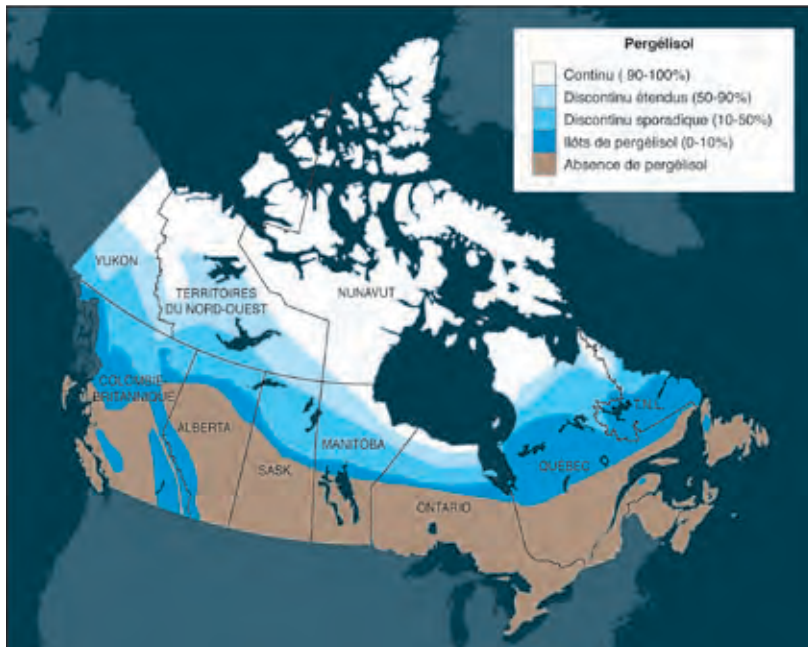 Pergélisol
Continu ( 90-100%)
Discontinu étendus (50-90%)
Discontinu sporadique (10-50%)
Ilôts de pergélisol (0-10%)
Absence de pergélisol
YUKON
TERRITOIRES
DU NORD-OUEST
NUNAVUT
COLOMBIE-
BRITANNIQUE
ALBERTA
SASK.
MANITOBA
ONTARIO
QUÉBEC
T.-N.-L.